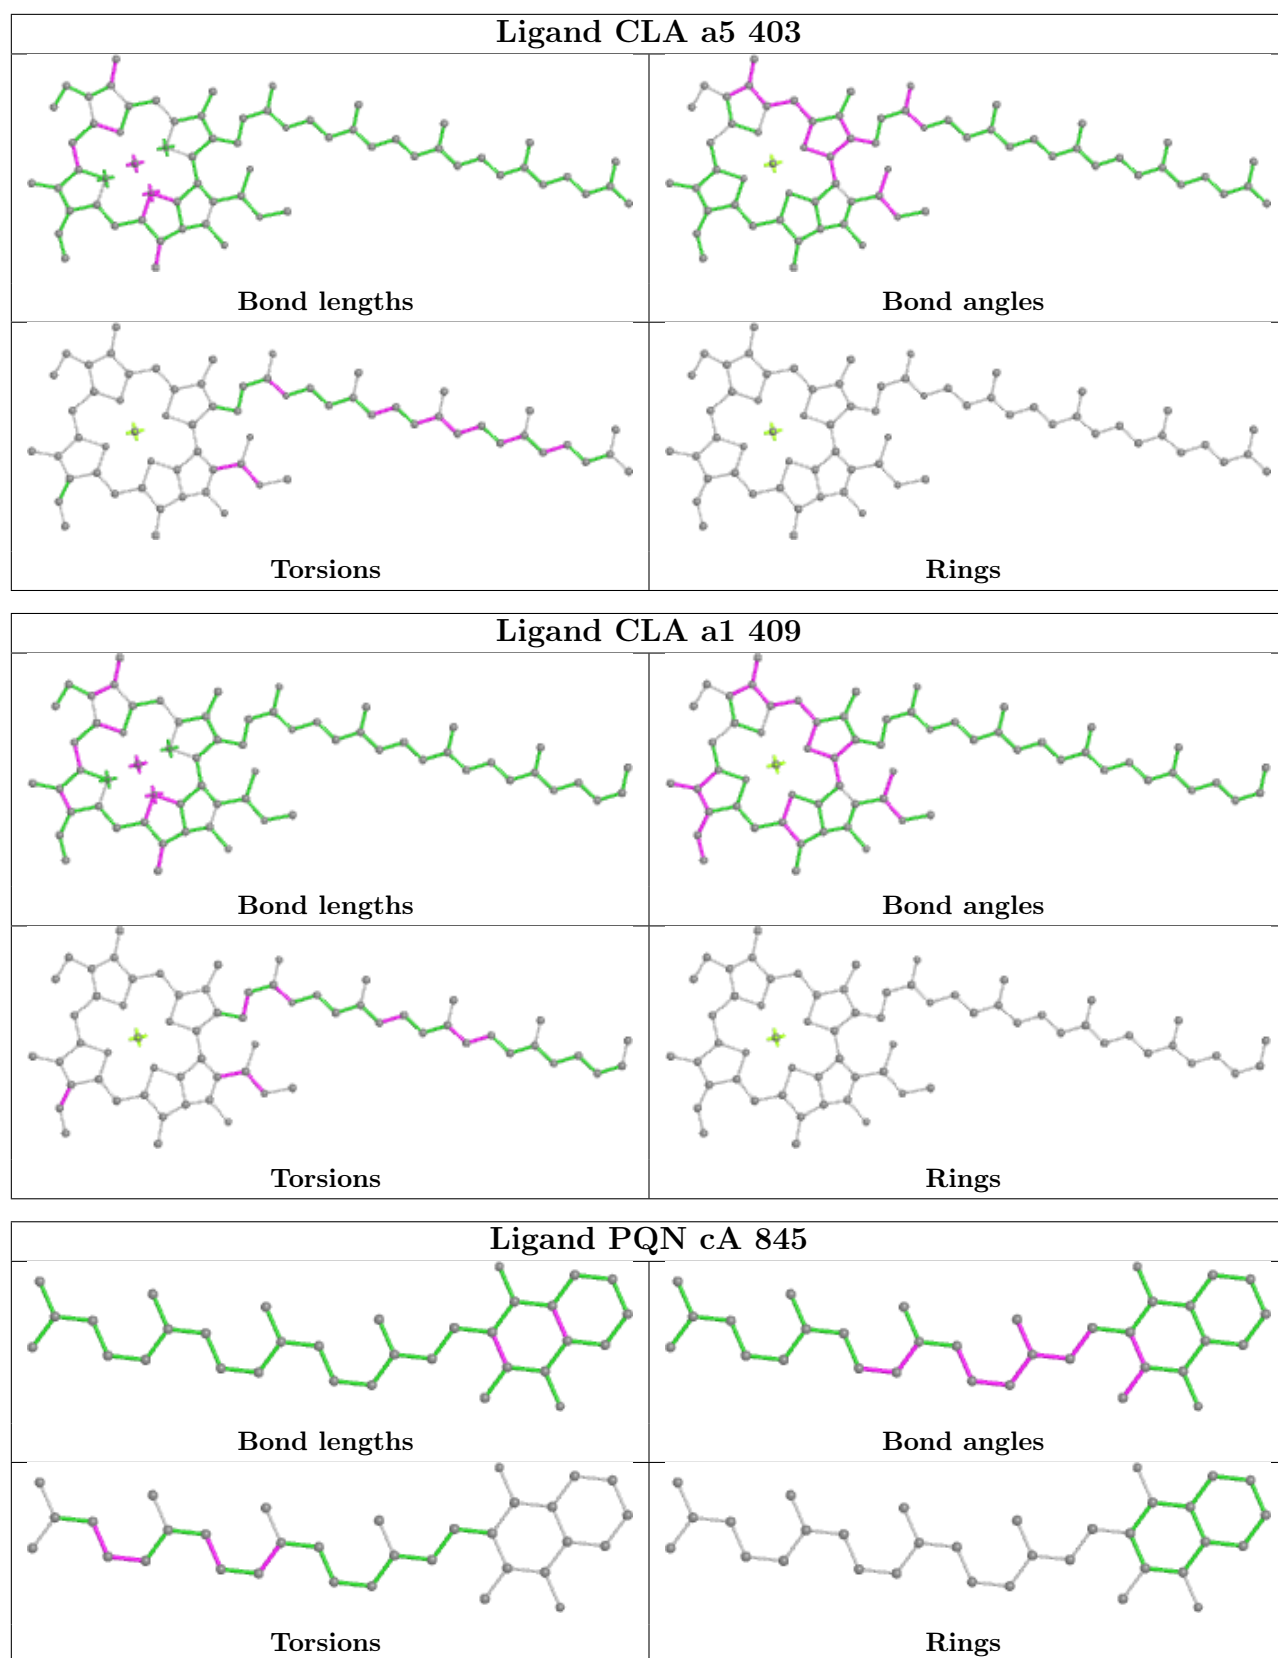 Ligand CLA a5 403
Bond lengths
Bond angles
Torsions
Rings
Ligand CLA a1 409
Bond lengths
Bond angles
Torsions
Rings
Ligand PQN cA 845
Bond lengths
Bond angles
Torsions
Rings